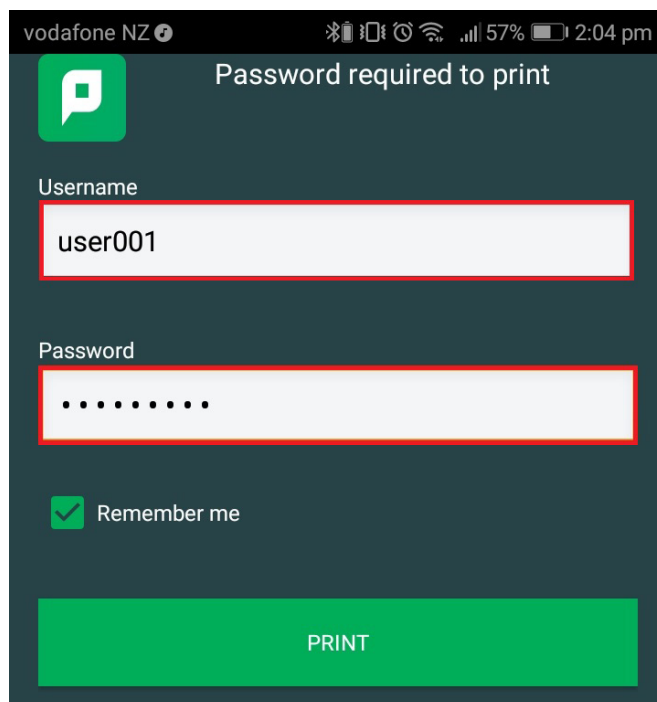 vodafone NZ 57% 2:04 pm
Password required to print
Username
user001
Password
•••••••••
Remember me
PRINT